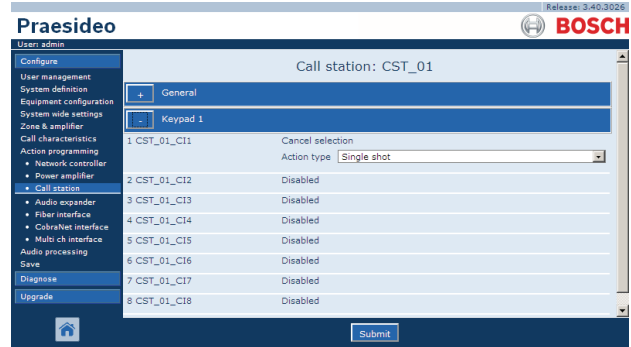 Release: 3.40.3026
Praesideo
BOSCH
User: admin
Configure
User management
System definition
Equipment configuration
System wide settings
Zone & amplifier
Call characteristics
Action programming
• Network controller
• Power amplifier
• Call station
• Audio expander
• Fiber interface
• CobraNet interface
• Multi ch interface
Audio processing
Save
Diagnose
Upgrade
Call station: CST_01
+ General
- Keypad 1
1 CST_01_CI1 Cancel selection
Action type Single shot
2 CST_01_CI2 Disabled
3 CST_01_CI3 Disabled
4 CST_01_CI4 Disabled
5 CST_01_CI5 Disabled
6 CST_01_CI6 Disabled
7 CST_01_CI7 Disabled
8 CST_01_CI8 Disabled
Submit